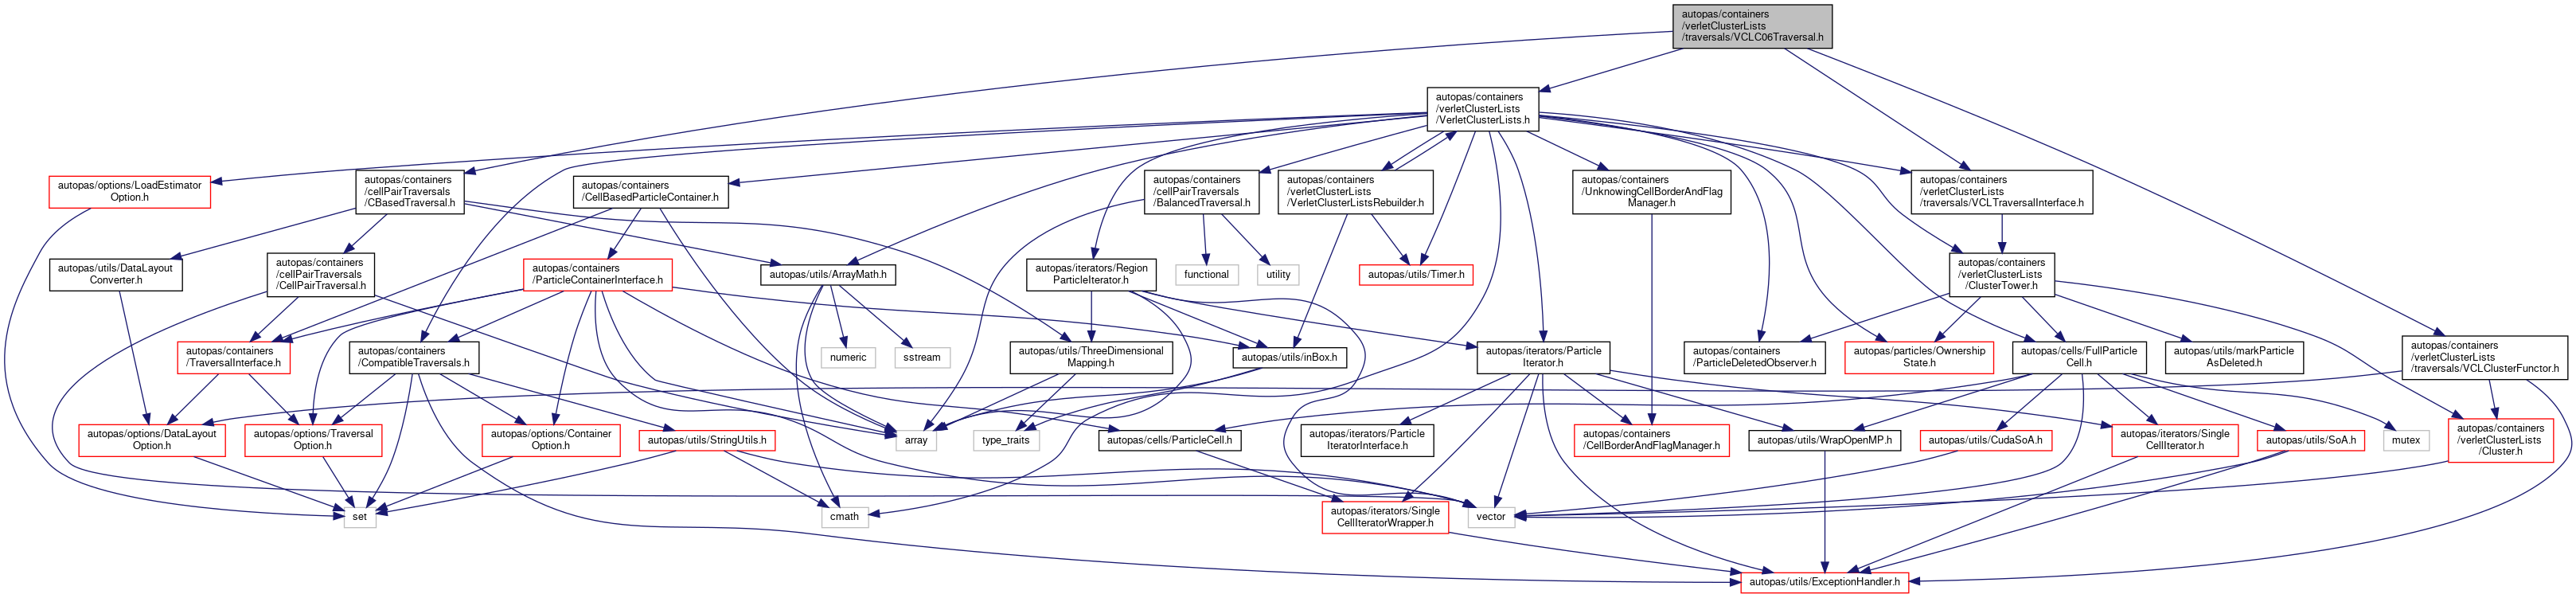 autopas/containers
/verletClusterLists
/traversals/VCLC06Traversal.h
autopas/containers
/verletClusterLists
/VerletClusterLists.h
autopas/options/LoadEstimator
Option.h
autopas/containers
/cellPairTraversals
/CBasedTraversal.h
autopas/containers
/CellBasedParticleContainer.h
autopas/containers
/cellPairTraversals
/BalancedTraversal.h
autopas/containers
/verletClusterLists
/VerletClusterListsRebuilder.h
autopas/containers
/UnknowingCellBorderAndFlag
Manager.h
autopas/containers
/verletClusterLists
/traversals/VCLTraversalInterface.h
autopas/utils/DataLayout
Converter.h
autopas/containers
/cellPairTraversals
/CellPairTraversal.h
autopas/containers
/ParticleContainerInterface.h
autopas/utils/ArrayMath.h
autopas/iterators/Region
ParticleIterator.h
functional
utility
autopas/utils/Timer.h
autopas/containers
/verletClusterLists
/ClusterTower.h
autopas/containers
/TraversalInterface.h
autopas/containers
/CompatibleTraversals.h
numeric
sstream
autopas/utils/ThreeDimensional
Mapping.h
autopas/utils/inBox.h
autopas/iterators/Particle
Iterator.h
autopas/containers
/ParticleDeletedObserver.h
autopas/particles/Ownership
State.h
autopas/cells/FullParticle
Cell.h
autopas/utils/markParticle
AsDeleted.h
autopas/containers
/verletClusterLists
/traversals/VCLClusterFunctor.h
autopas/options/DataLayout
Option.h
autopas/options/Traversal
Option.h
autopas/options/Container
Option.h
autopas/utils/StringUtils.h
array
type_traits
autopas/cells/ParticleCell.h
autopas/iterators/Particle
IteratorInterface.h
autopas/containers
/CellBorderAndFlagManager.h
autopas/utils/WrapOpenMP.h
autopas/utils/CudaSoA.h
autopas/iterators/Single
CellIterator.h
autopas/utils/SoA.h
mutex
autopas/containers
/verletClusterLists
/Cluster.h
set
cmath
autopas/iterators/Single
CellIteratorWrapper.h
vector
autopas/utils/ExceptionHandler.h